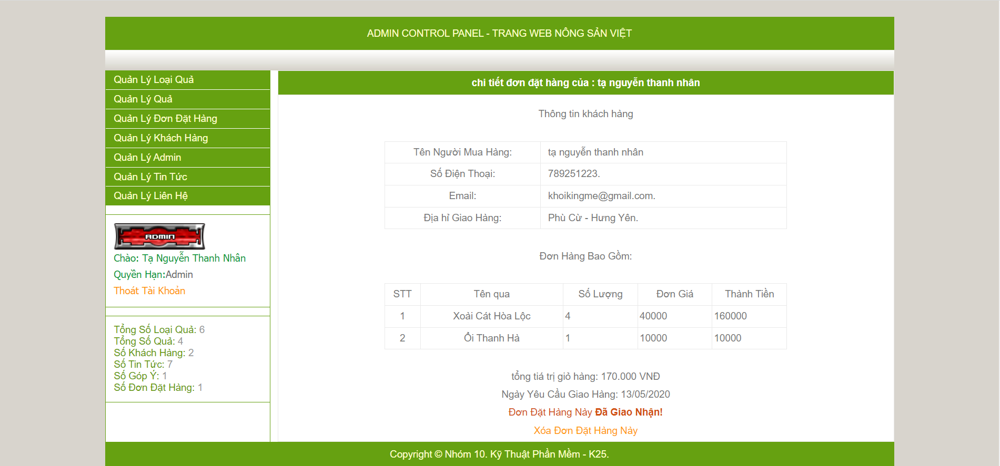 ADMIN CONTROL PANEL - TRANG WEB NÔNG SẢN VIỆT
Quản Lý Loại Quả
Quản Lý Quả
Quản Lý Đơn Đặt Hàng
Quản Lý Khách Hàng
Quản Lý Admin
Quản Lý Tin Tức
Quản Lý Liên Hệ
ADMIN
Chào: Tạ Nguyễn Thanh Nhân
Quyền Hạn:Admin
Thoát Tài Khoản
Tổng Số Loại Quả: 6
Tổng Số Quả: 4
Số Khách Hàng: 2
Số Tin Tức: 7
Số Góp Ý: 1
Số Đơn Đặt Hàng: 1
chi tiết đơn đặt hàng của : tạ nguyễn thanh nhân
Thông tin khách hàng
Tên Người Mua Hàng: tạ nguyễn thanh nhân
Số Điện Thoại: 789251223.
Email: khoikingme@gmail.com.
Địa hỉ Giao Hàng: Phù Cừ - Hưng Yên.
Đơn Hàng Bao Gồm:
STT Tên qua Số Lượng Đơn Giá Thành Tiền
1 Xoài Cát Hòa Lộc 4 40000 160000
2 Ổi Thanh Hà 1 10000 10000
tổng tiá trị giỏ hàng: 170.000 VNĐ
Ngày Yêu Cầu Giao Hàng: 13/05/2020
Đơn Đặt Hàng Này Đã Giao Nhận!
Xóa Đơn Đặt Hàng Này
Copyright © Nhóm 10. Kỹ Thuật Phần Mềm - K25.